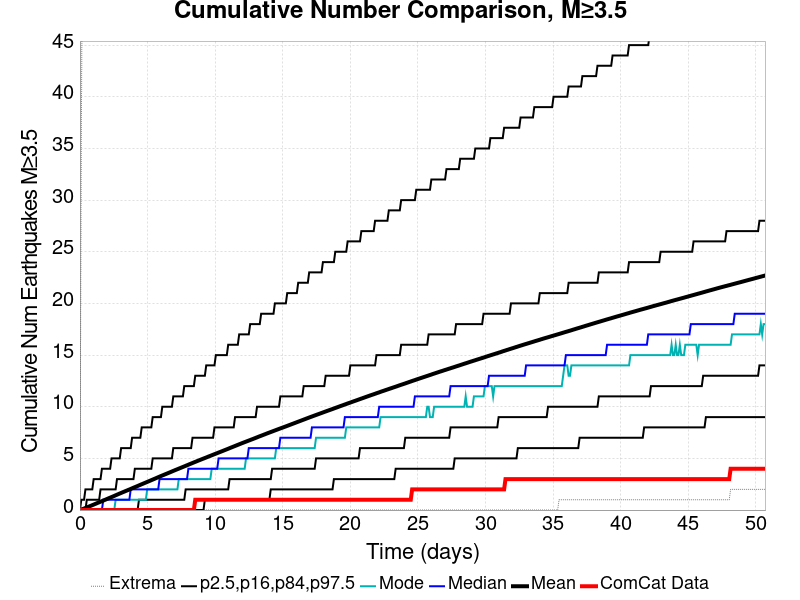 Cumulative Number Comparison, M≥3.5
Cumulative Num Earthquakes M≥3.5
45
40
35
30
25
20
15
10
5
0
0 5 10 15 20 25 30 35 40 45 50
Time (days)
Extrema p2.5,p16,p84,p97.5 Mode Median Mean ComCat Data